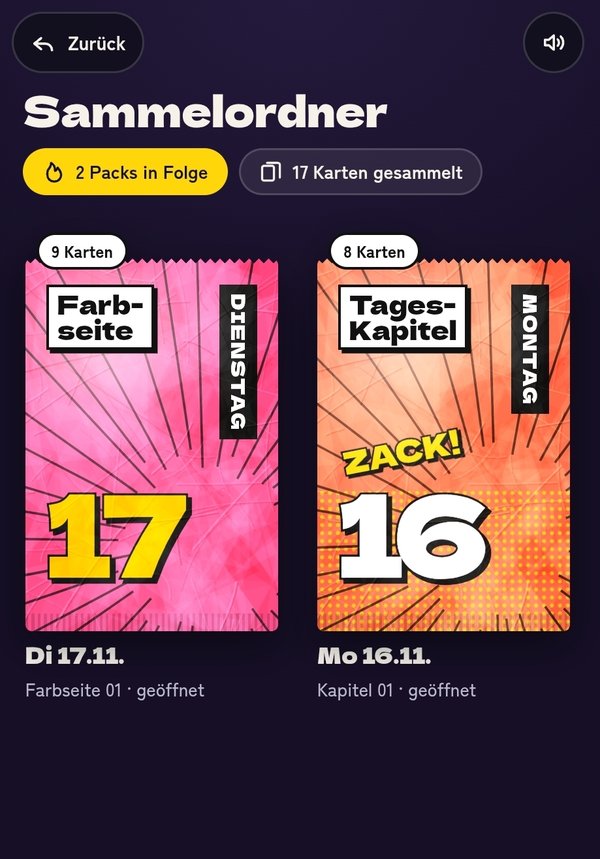 Zurück
Sammelordner
2 Packs in Folge
17 Karten gesammelt
9 Karten
Farb-
seite
DIENSTAG
17
Di 17.11.
Farbseite 01 · geöffnet
8 Karten
Tages-
Kapitel
MONTAG
ZACK!
16
Mo 16.11.
Kapitel 01 · geöffnet